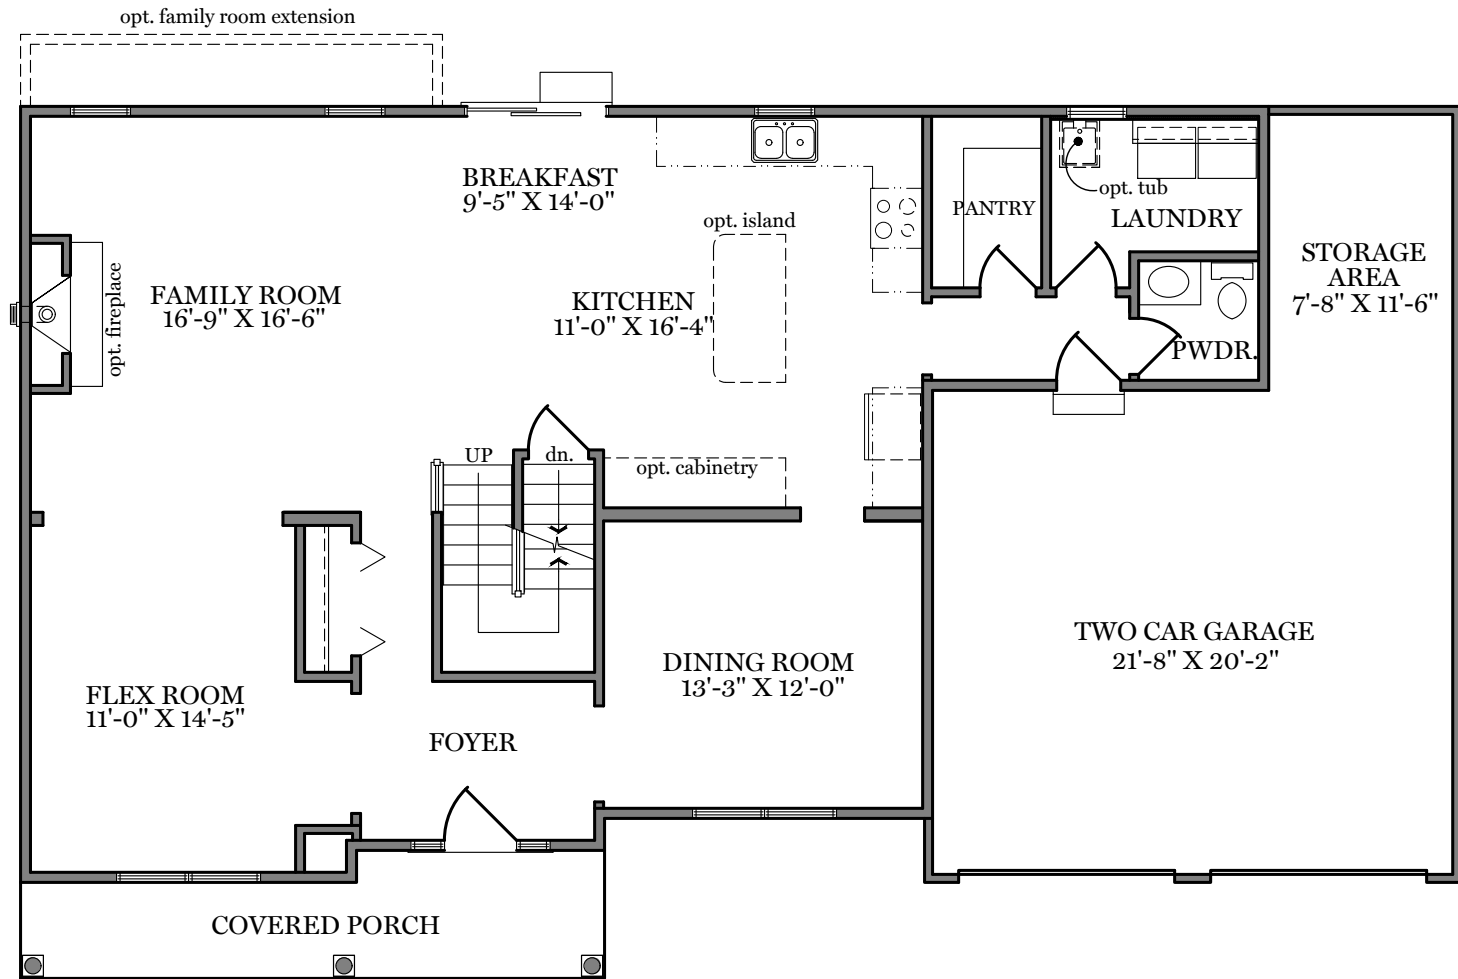 opt. family room extension
BREAKFAST
9'-5" X 14'-0"
opt. tub
PANTRY
LAUNDRY
opt. island
STORAGE
AREA
7'-8" X 11'-6"
opt. fireplace
FAMILY ROOM
16'-9" X 16'-6"
KITCHEN
11'-0" X 16'-4"
PWDR.
UP
dn.
opt. cabinetry
TWO CAR GARAGE
21'-8" X 20'-2"
DINING ROOM
13'-3" X 12'-0"
FLEX ROOM
11'-0" X 14'-5"
FOYER
COVERED PORCH